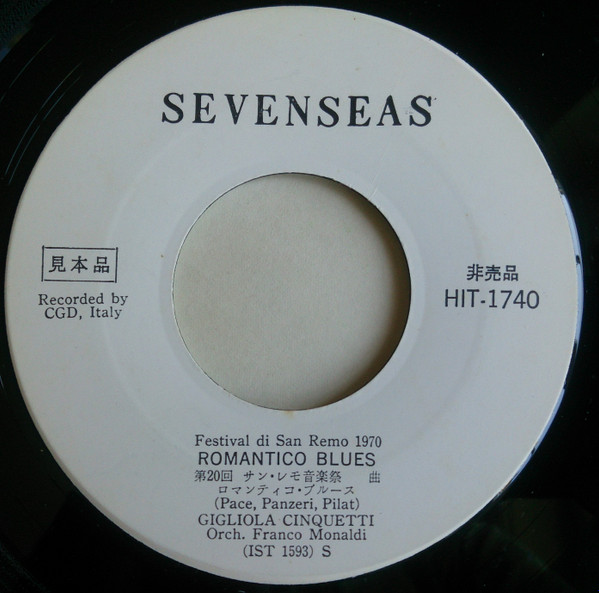 SEVENSEAS
見本品
Recorded by
CGD, Italy
非売品
HIT-1740
Festival di San Remo 1970
ROMANTICO BLUES
第20回 サン・レモ音楽祭 曲
ロマンティコ・ブルース
(Pace, Panzeri, Pilat)
GIGLIOLA CINQUETTI
Orch. Franco Monaldi
(IST 1593) S